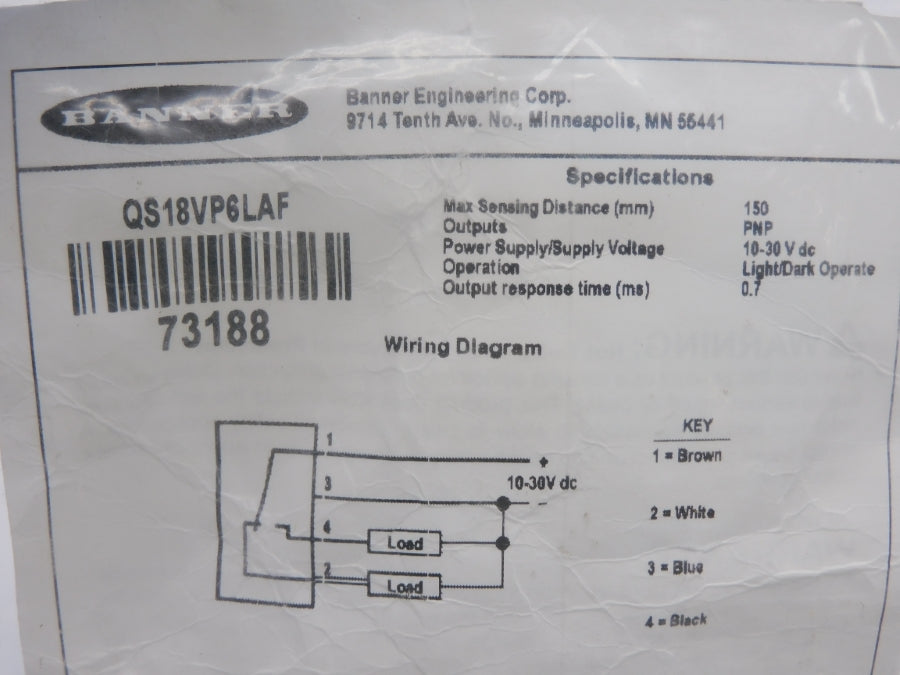 BANNER
Banner Engineering Corp.
9714 Tenth Ave. No., Minneapolis, MN 55441
QS18VP6LAF
73188
Specifications
Max Sensing Distance (mm) 150
Outputs PNP
Power Supply/Supply Voltage 10-30 V dc
Operation Light/Dark Operate
Output response time (ms) 0.7
WARNING
Wiring Diagram
1
+
10-30V dc
3
-
4
Load
2
Load
KEY
1 = Brown
2 = White
3 = Blue
4 = Black